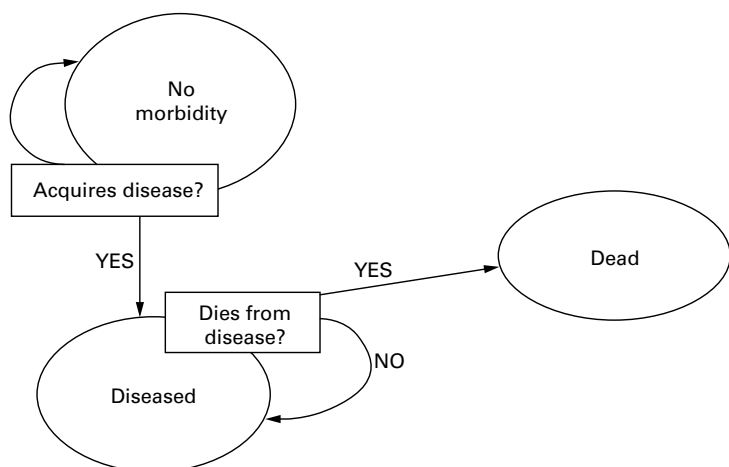 No
morbidity
Acquires disease?
YES
YES
Dead
Dies from
disease?
NO
Diseased